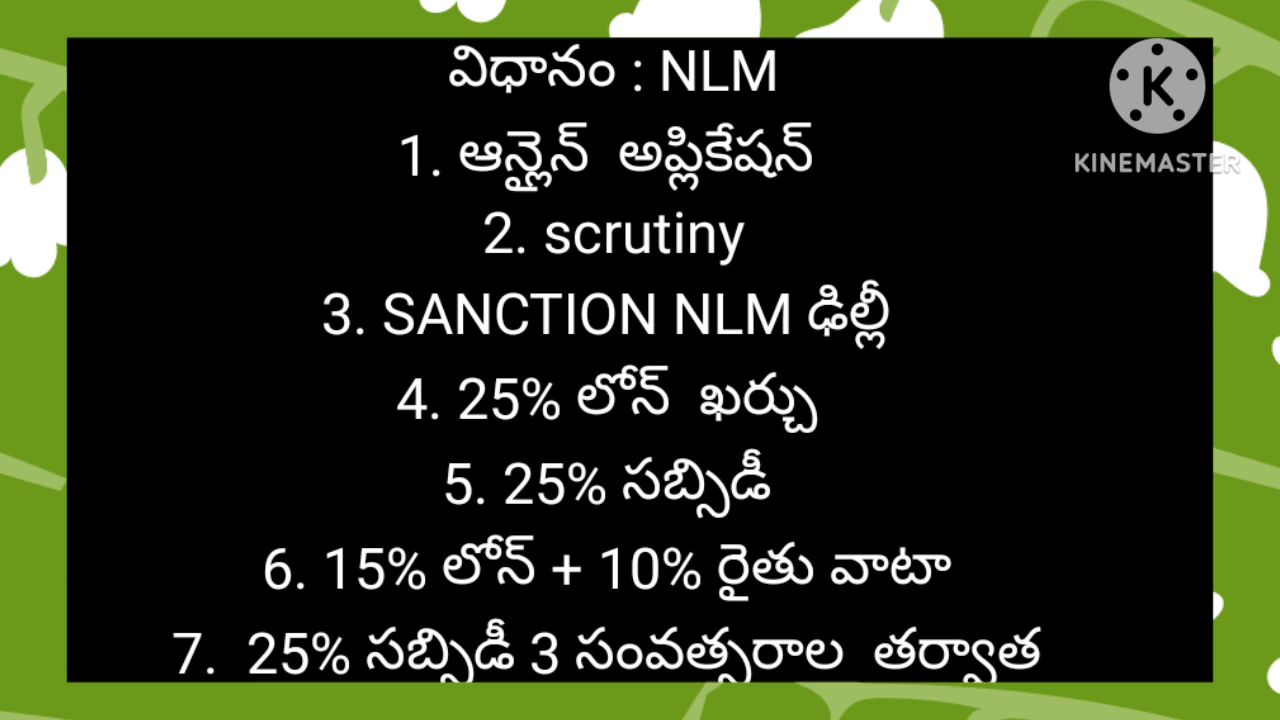 విధానం : NLM
1. ఆన్లైన్ అప్లికేషన్
2. scrutiny
3. SANCTION NLM ఢిల్లీ
4. 25% లోన్ ఖర్చు
5. 25% సబ్సిడీ
6. 15% లోన్ + 10% రైతు వాటా
7. 25% సబ్సిడీ 3 సంవత్సరాల తర్వాత
K
KINEMASTER